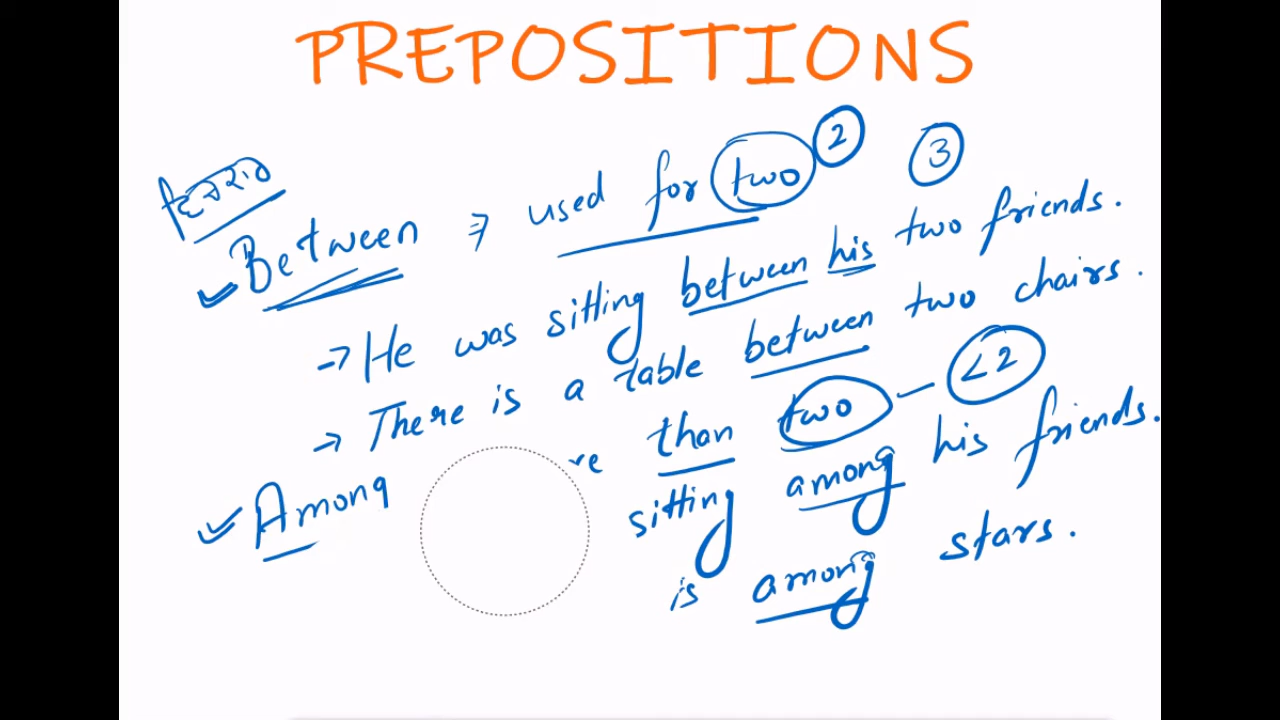 PREPOSITIONS
Between ⇒ used for two 2 3
→ He was sitting between his two friends.
→ There is a table between two chairs.
Among re than two - <2
sitting among his friends.
is among stars.